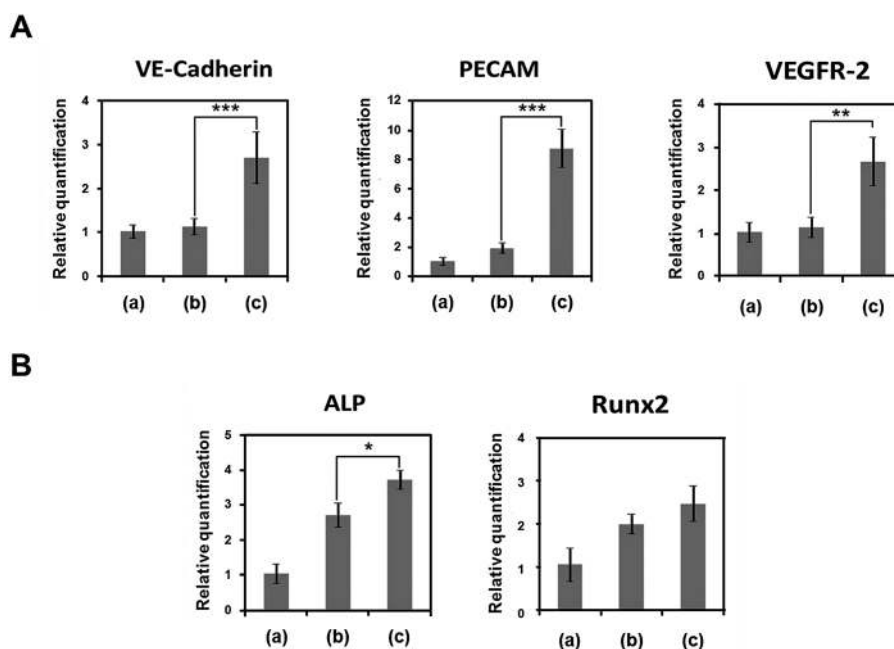 A
VE-Cadherin
PECAM
VEGFR-2
Relative quantification
4
3
2
1
0
***
(a) (b) (c)
Relative quantification
12
10
8
6
4
2
0
***
(a) (b) (c)
Relative quantification
4
3
2
1
0
**
(a) (b) (c)
B
ALP
Runx2
Relative quantification
5
4
3
2
1
0
*
(a) (b) (c)
Relative quantification
4
3
2
1
0
(a) (b) (c)